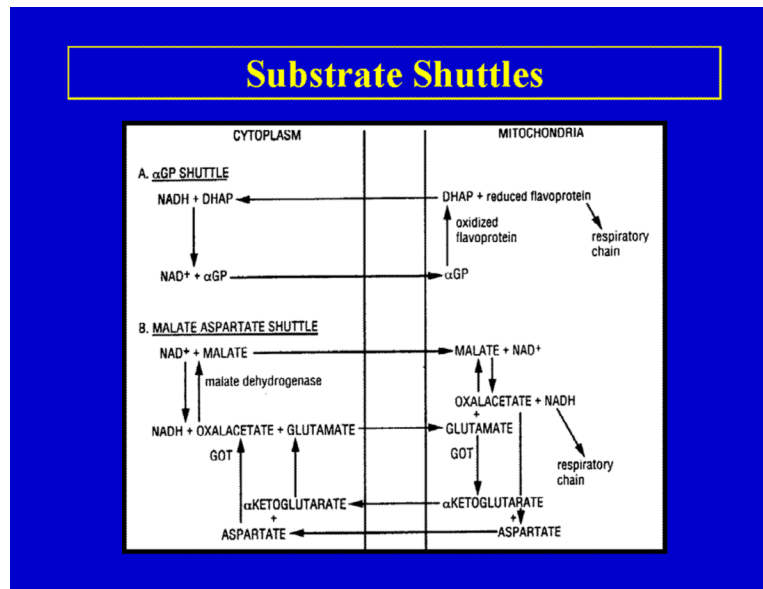 Substrate Shuttles
CYTOPLASM
MITOCHONDRIA
A. αGP SHUTTLE
NADH + DHAP
DHAP + reduced flavoprotein
oxidized
flavoprotein
respiratory
chain
NAD+ + αGP
αGP
B. MALATE ASPARTATE SHUTTLE
NAD+ + MALATE
MALATE + NAD+
malate dehydrogenase
OXALACETATE + NADH
+
NADH + OXALACETATE + GLUTAMATE
GLUTAMATE
GOT
GOT
respiratory
chain
αKETOGLUTARATE
αKETOGLUTARATE
+
+
ASPARTATE
ASPARTATE